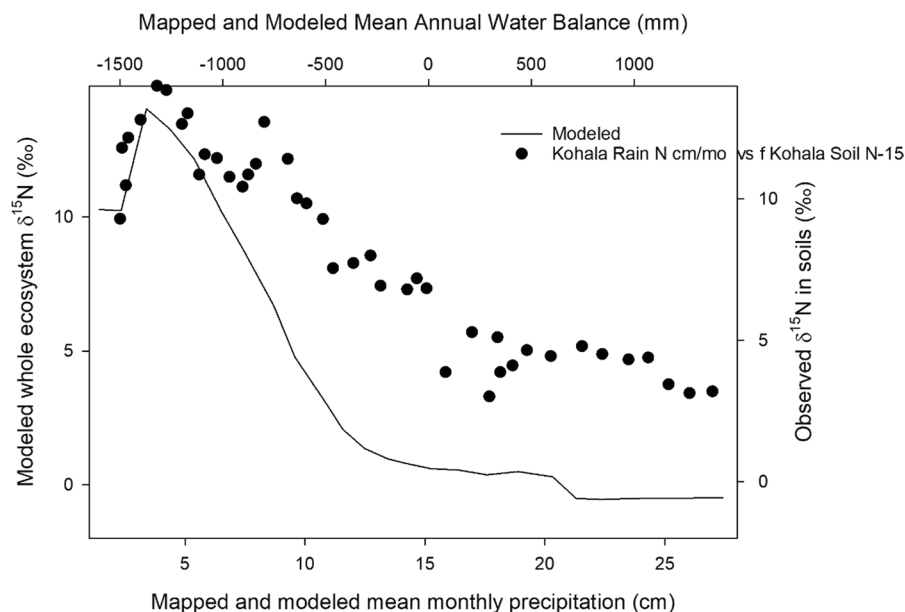 Mapped and Modeled Mean Annual Water Balance (mm)
-1500 -1000 -500 0 500 1000
Modeled
Kohala Rain N cm/mo vs f Kohala Soil N-15
Modeled whole ecosystem δ¹⁵N (‰)
10
5
0
Observed δ¹⁵N in soils (‰)
10
5
0
5 10 15 20 25
Mapped and modeled mean monthly precipitation (cm)